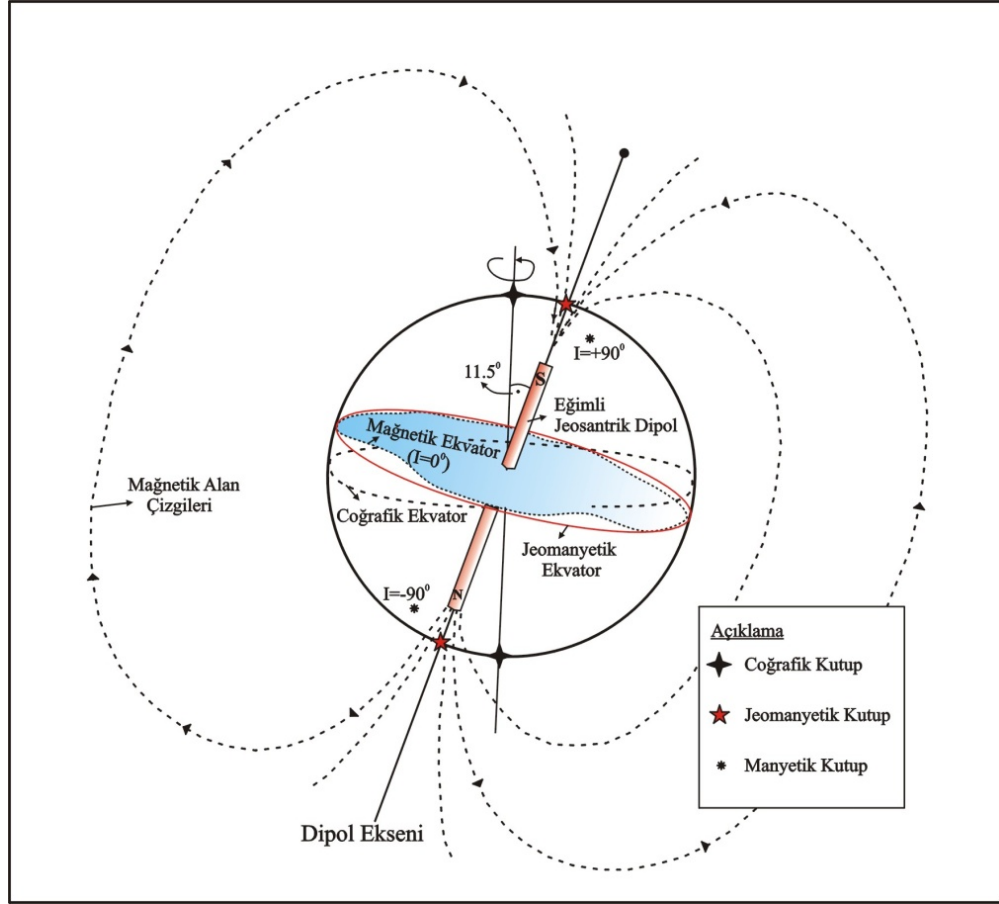 I=+90⁰
11.5⁰
S
Eğimli
Jeosantrik Dipol
Mağnetik Ekvator
(I=0⁰)
Mağnetik Alan
Çizgileri
Coğrafik Ekvator
Jeomanyetik
Ekvator
I=-90⁰
N
Açıklama
Coğrafik Kutup
Jeomanyetik Kutup
Manyetik Kutup
Dipol Ekseni